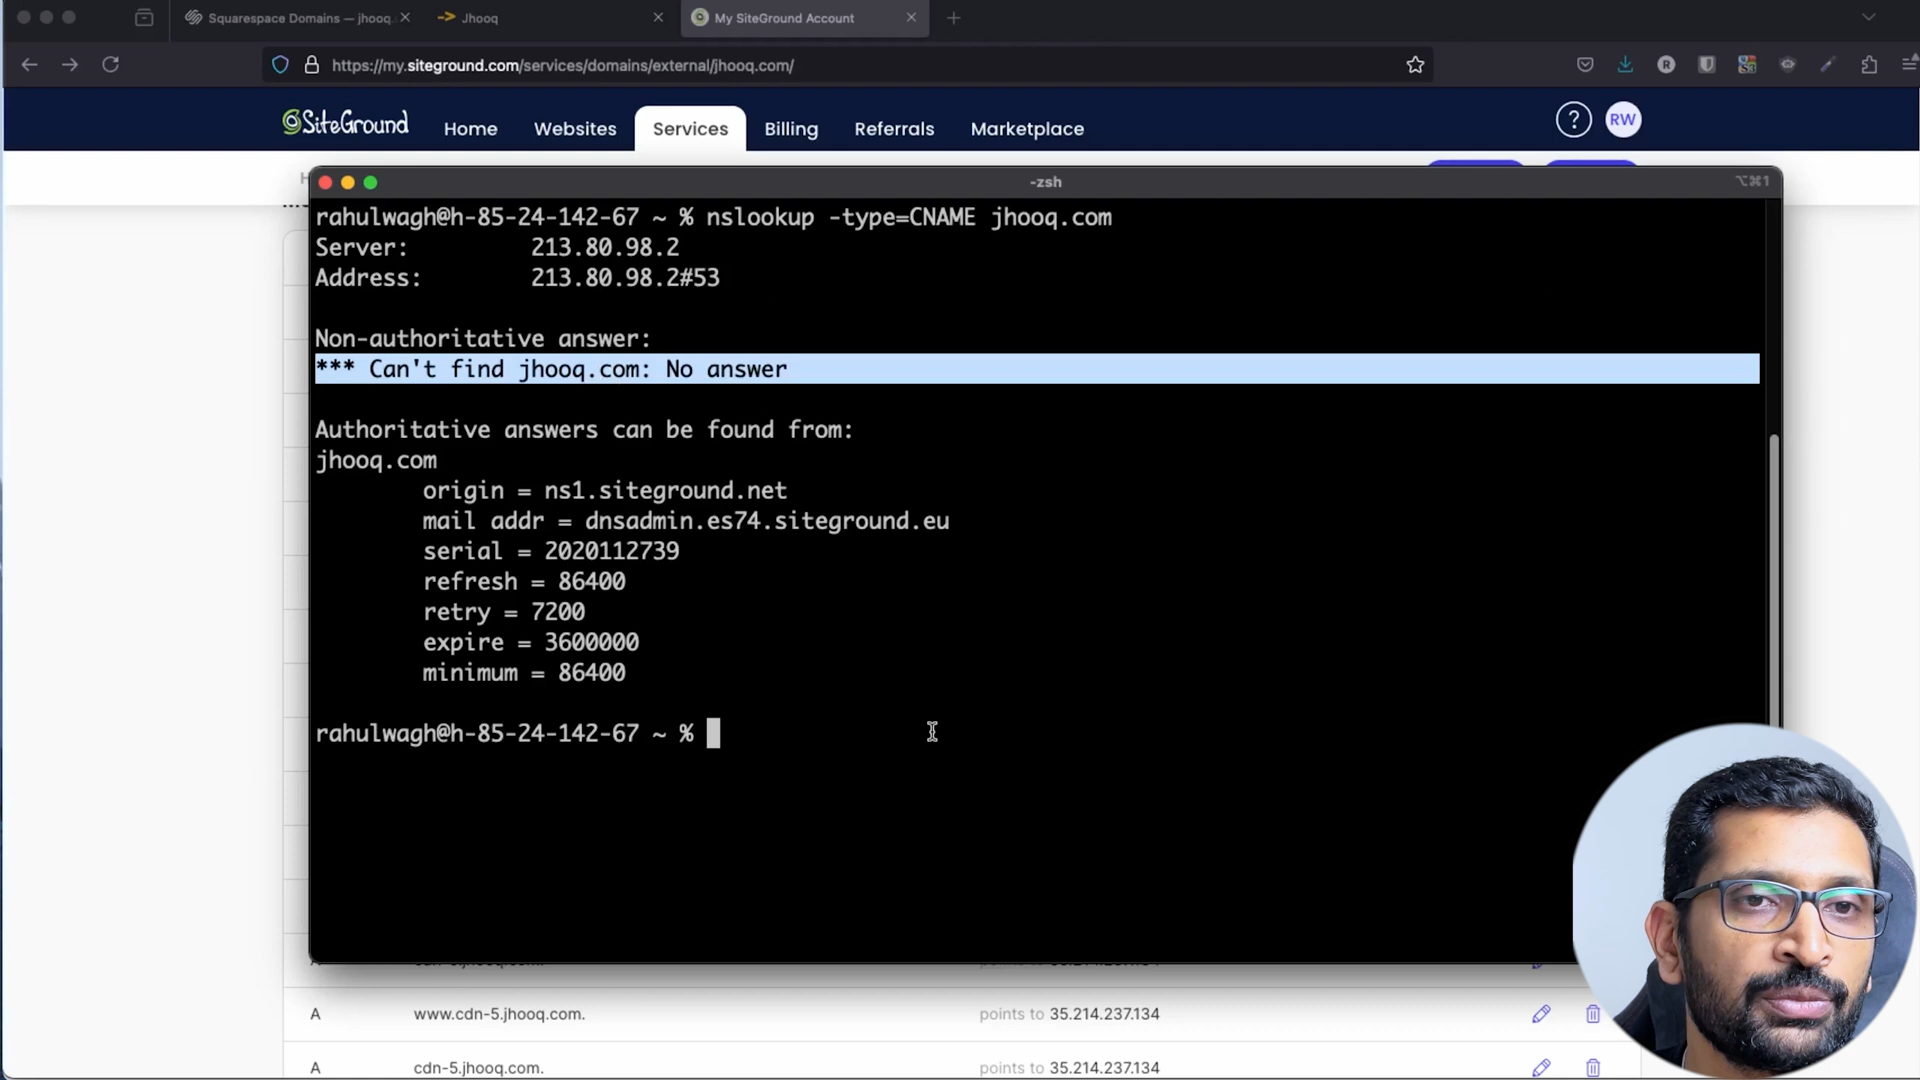 Squarespace Domains — jhooq.
Jhooq
My SiteGround Account
https://my.siteground.com/services/domains/external/jhooq.com/
SiteGround
Home
Websites
Services
Billing
Referrals
Marketplace
?
RW
-zsh
⌥⌘1
rahulwagh@h-85-24-142-67 ~ % nslookup -type=CNAME jhooq.com
Server: 213.80.98.2
Address: 213.80.98.2#53
Non-authoritative answer:
*** Can't find jhooq.com: No answer
Authoritative answers can be found from:
jhooq.com
origin = ns1.siteground.net
mail addr = dnsadmin.es74.siteground.eu
serial = 2020112739
refresh = 86400
retry = 7200
expire = 3600000
minimum = 86400
rahulwagh@h-85-24-142-67 ~ %
A www.cdn-5.jhooq.com. points to 35.214.237.134
A cdn-5.jhooq.com. points to 35.214.237.134